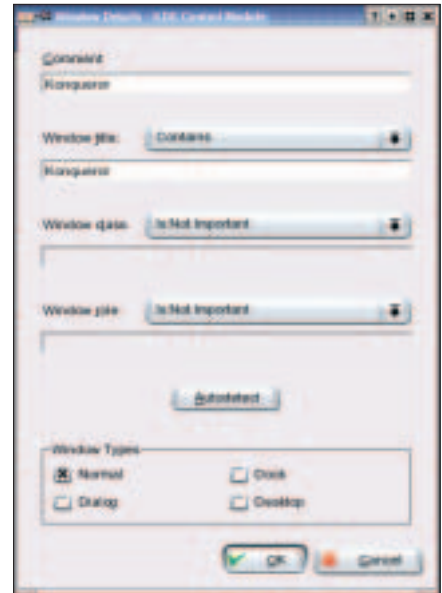 Window Details - KDE Control Module
Comment
Konqueror
Window title: Contains
Konqueror
Window class: Is Not Important
Window role: Is Not Important
Autodetect
Window Types
Normal Dock
Dialog Desktop
OK Cancel